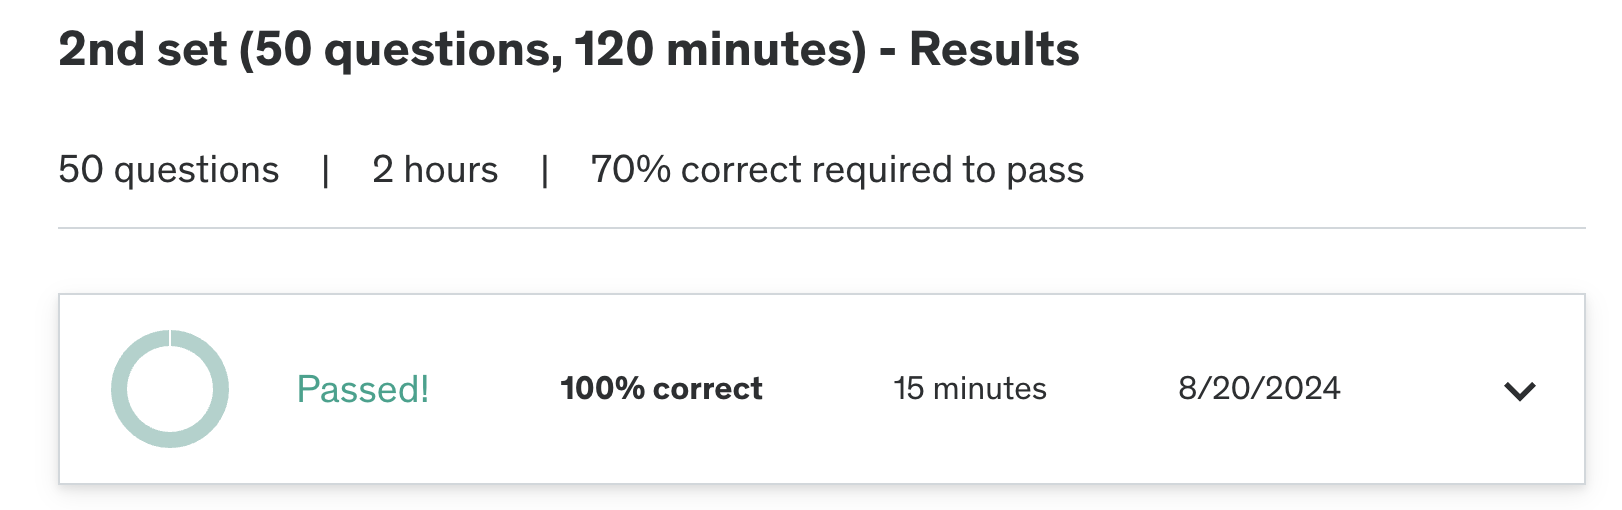 2nd set (50 questions, 120 minutes) - Results
50 questions | 2 hours | 70% correct required to pass
Passed! 100% correct 15 minutes 8/20/2024